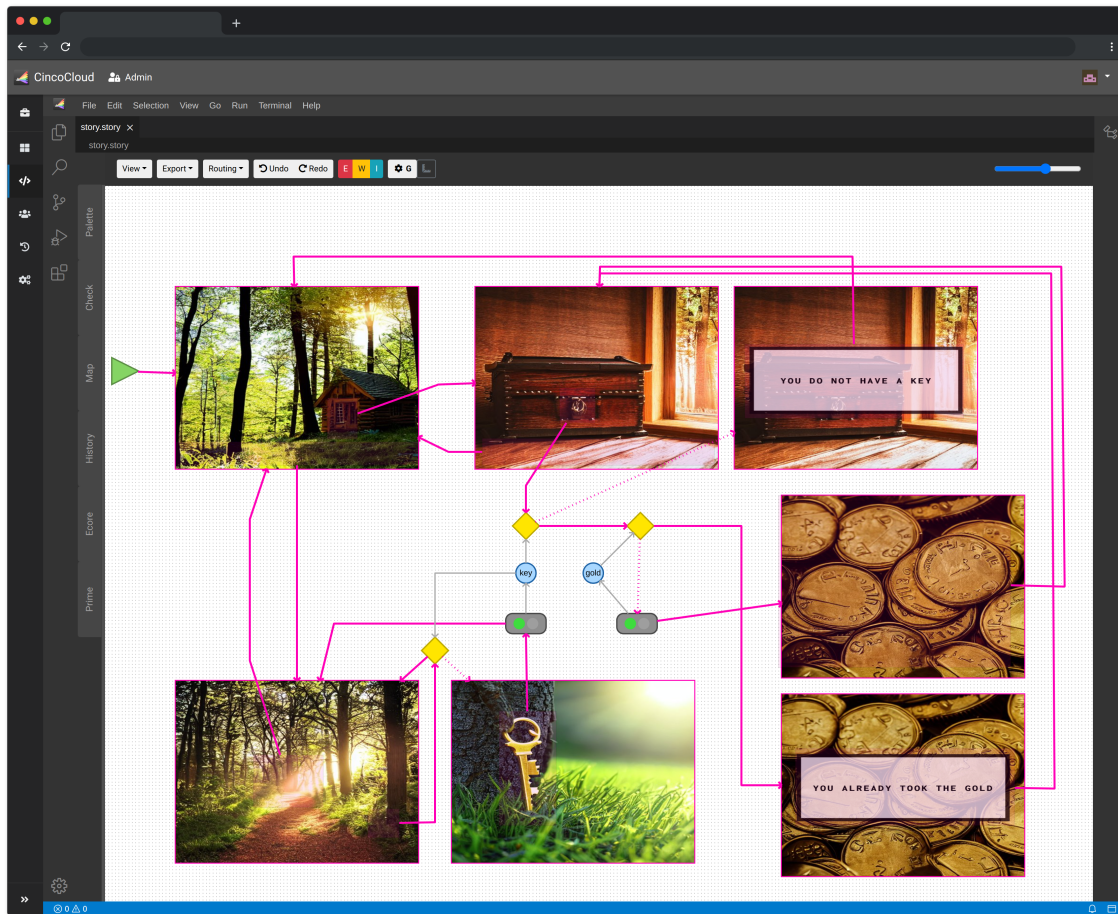 +
CincoCloud Admin
File Edit Selection View Go Run Terminal Help
story.story
story.story
View Export Routing Undo Redo E W I G
Palette
Check
Map
History
Ecore
Prime
YOU DO NOT HAVE A KEY
key
gold
YOU ALREADY TOOK THE GOLD
0 0